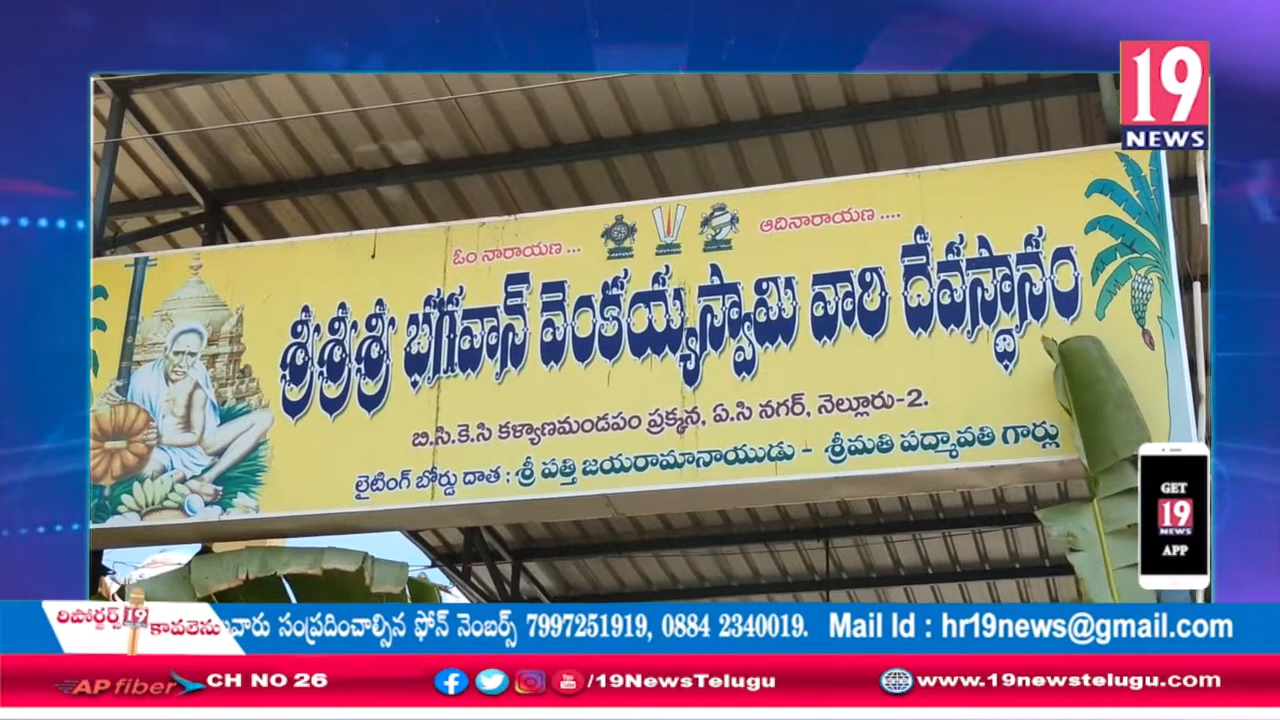 19
NEWS
ఓం నారాయణ ...
ఆదినారాయణ ....
శ్రీశ్రీశ్రీ భగవాన్ వెంకయ్యస్వామి వారి దేవస్థానం
బి.సి.కె.సి కళ్యాణమండపం ప్రక్కన, ఏ.సి నగర్, నెల్లూరు-2.
లైటింగ్ బోర్డు దాత : శ్రీ పత్తి జయరామానాయుడు - శ్రీమతి పద్మావతి గార్లు
GET
19
NEWS
APP
రిపోర్టర్స్ 19 కావలెను
వారు సంప్రదించాల్సిన ఫోన్ నెంబర్స్ 7997251919, 0884 2340019. Mail Id : hr19news@gmail.com
AP fiber CH NO 26
/19NewsTelugu
www.19newstelugu.com